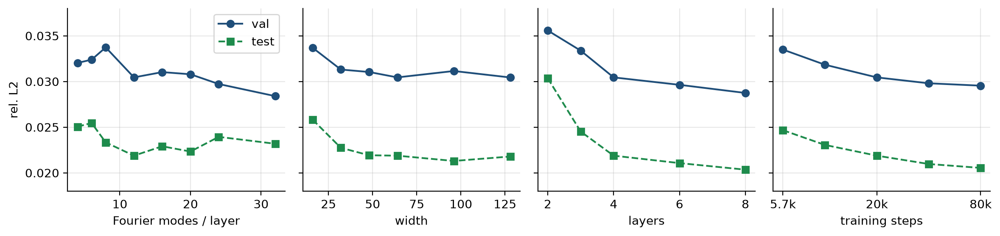 val
test
rel. L2
0.035
0.030
0.025
0.020
10 20 30
Fourier modes / layer
25 50 75 100 125
width
2 4 6 8
layers
5.7k 20k 80k
training steps